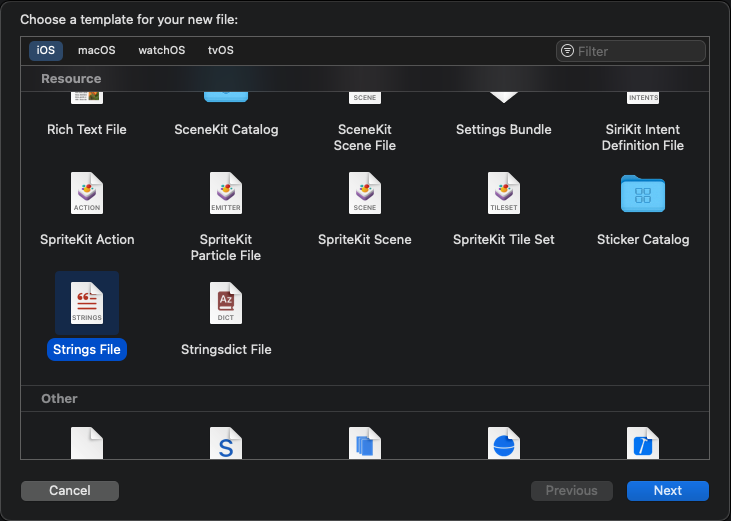 Choose a template for your new file:
iOS macOS watchOS tvOS Filter
Resource
SCENE INTENTS
Rich Text File SceneKit Catalog SceneKit Scene File Settings Bundle SiriKit Intent Definition File
ACTION EMITTER SCENE TILESET
SpriteKit Action SpriteKit Particle File SpriteKit Scene SpriteKit Tile Set Sticker Catalog
STRINGS Az DICT
Strings File Stringsdict File
Other
S
Cancel Previous Next